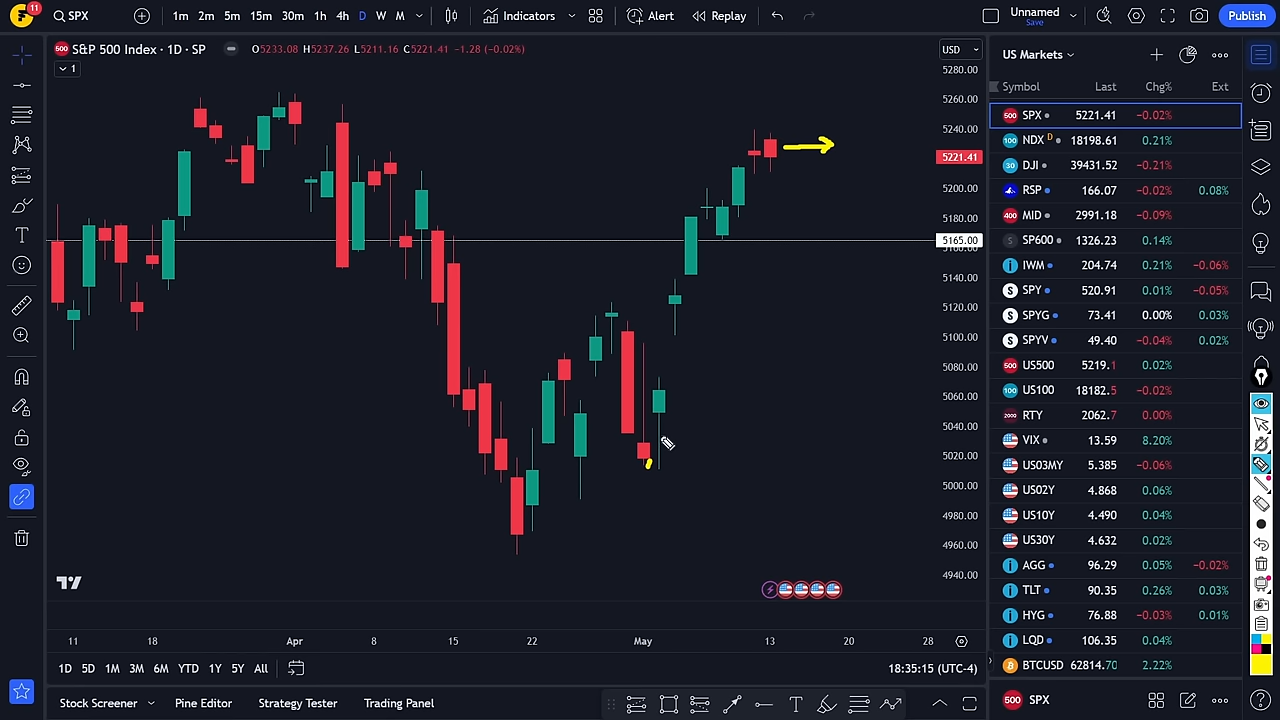 11 SPX 1m 2m 5m 15m 30m 1h 4h D W M Indicators Alert Replay Unnamed Save Publish
500 S&P 500 Index · 1D · SP O5233.08 H5237.26 L5211.16 C5221.41 −1.28 (−0.02%) USD
1
5280.00
5260.00
5240.00
5221.41
5200.00
5180.00
5165.00
5140.00
5120.00
5100.00
5080.00
5060.00
5040.00
5020.00
5000.00
4980.00
4960.00
4940.00
11 18 Apr 8 15 22 May 13 20 28
1D 5D 1M 3M 6M YTD 1Y 5Y All 18:35:15 (UTC-4)
Stock Screener Pine Editor Strategy Tester Trading Panel
US Markets
Symbol Last Chg% Ext
500 SPX 5221.41 −0.02%
100 NDX D 18198.61 0.21%
30 DJI 39431.52 −0.21%
RSP 166.07 −0.02% 0.08%
400 MID 2991.18 −0.09%
S SP600 1326.23 0.14%
IWM 204.74 0.21% −0.06%
S SPY 520.91 0.01% −0.05%
S SPYG 73.41 0.00% 0.03%
S SPYV 49.40 −0.04% 0.02%
500 US500 5219.1 0.02%
100 US100 18182.5 −0.02%
2000 RTY 2062.7 0.00%
VIX 13.59 8.20%
US03MY 5.385 −0.06%
US02Y 4.868 0.06%
US10Y 4.490 0.04%
US30Y 4.632 0.02%
AGG 96.29 0.05% −0.02%
TLT 90.35 0.26% 0.03%
HYG 76.88 −0.03% 0.01%
LQD 106.35 0.04%
BTCUSD 62814.70 2.22%
500 SPX